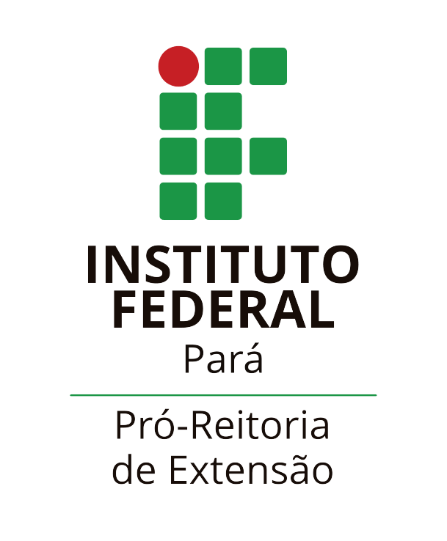 INSTITUTO
FEDERAL
Pará
Pró-Reitoria
de Extensão